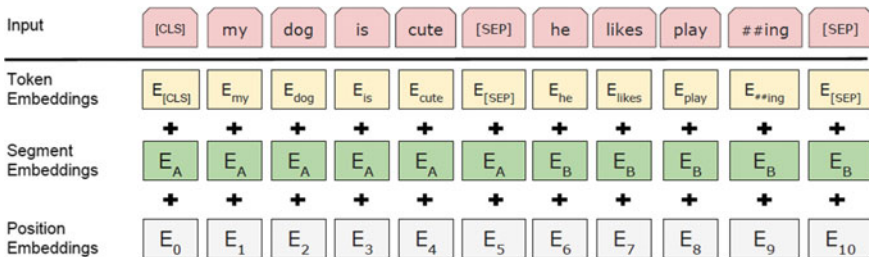 Input [CLS] my dog is cute [SEP] he likes play ##ing [SEP]
Token Embeddings E[CLS] Emy Edog Eis Ecute E[SEP] Ehe Elikes Eplay E##ing E[SEP]
+ + + + + + + + + + +
Segment Embeddings EA EA EA EA EA EA EB EB EB EB EB
+ + + + + + + + + + +
Position Embeddings E0 E1 E2 E3 E4 E5 E6 E7 E8 E9 E10